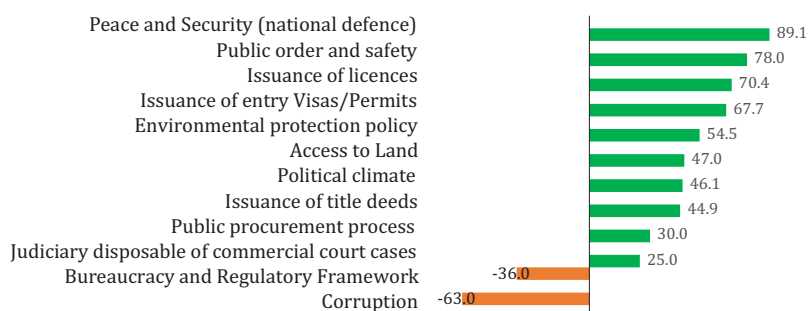 Peace and Security (national defence) 89.1
Public order and safety 78.0
Issuance of licences 70.4
Issuance of entry Visas/Permits 67.7
Environmental protection policy 54.5
Access to Land 47.0
Political climate 46.1
Issuance of title deeds 44.9
Public procurement process 30.0
Judiciary disposable of commercial court cases 25.0
Bureaucracy and Regulatory Framework -36.0
Corruption -63.0